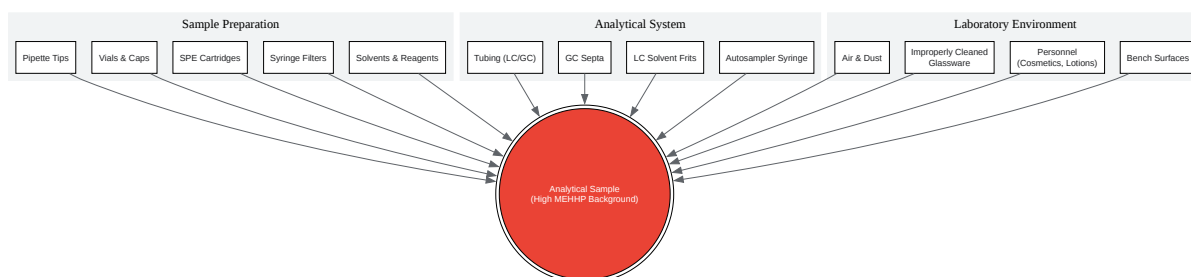 Sample Preparation
Analytical System
Laboratory Environment
Pipette Tips
Vials & Caps
SPE Cartridges
Syringe Filters
Solvents & Reagents
Tubing (LC/GC)
GC Septa
LC Solvent Frits
Autosampler Syringe
Air & Dust
Improperly Cleaned
Glassware
Personnel
(Cosmetics, Lotions)
Bench Surfaces
Analytical Sample
(High MEHHP Background)